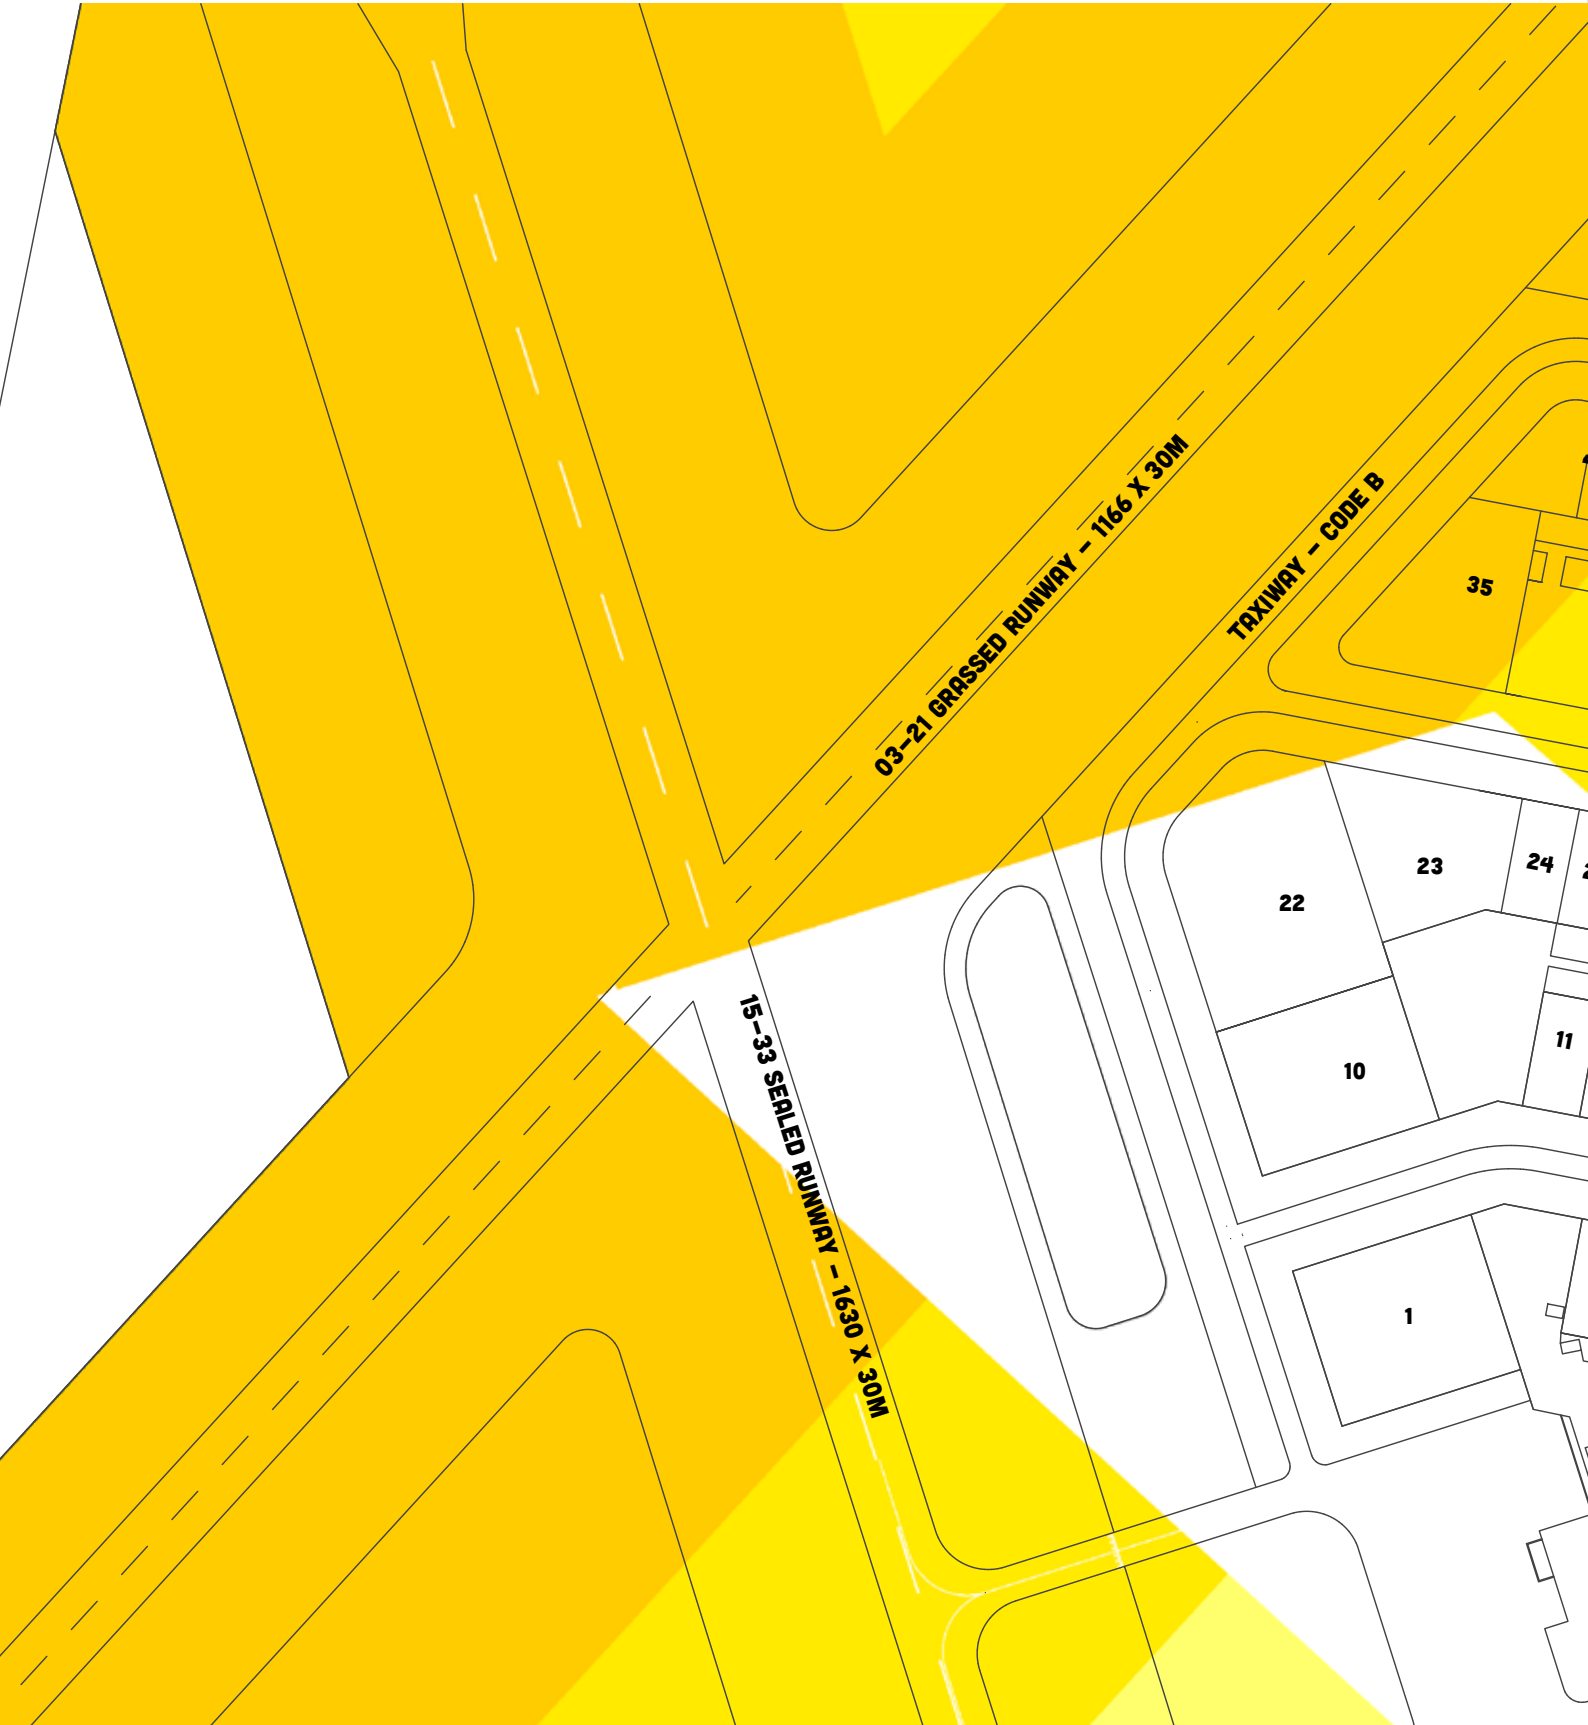 03-21 GRASSED RUNWAY - 1166 X 30M
TAXIWAY - CODE B
35
23
24
22
15-33 SEALED RUNWAY - 1630 X 30M
11
10
1